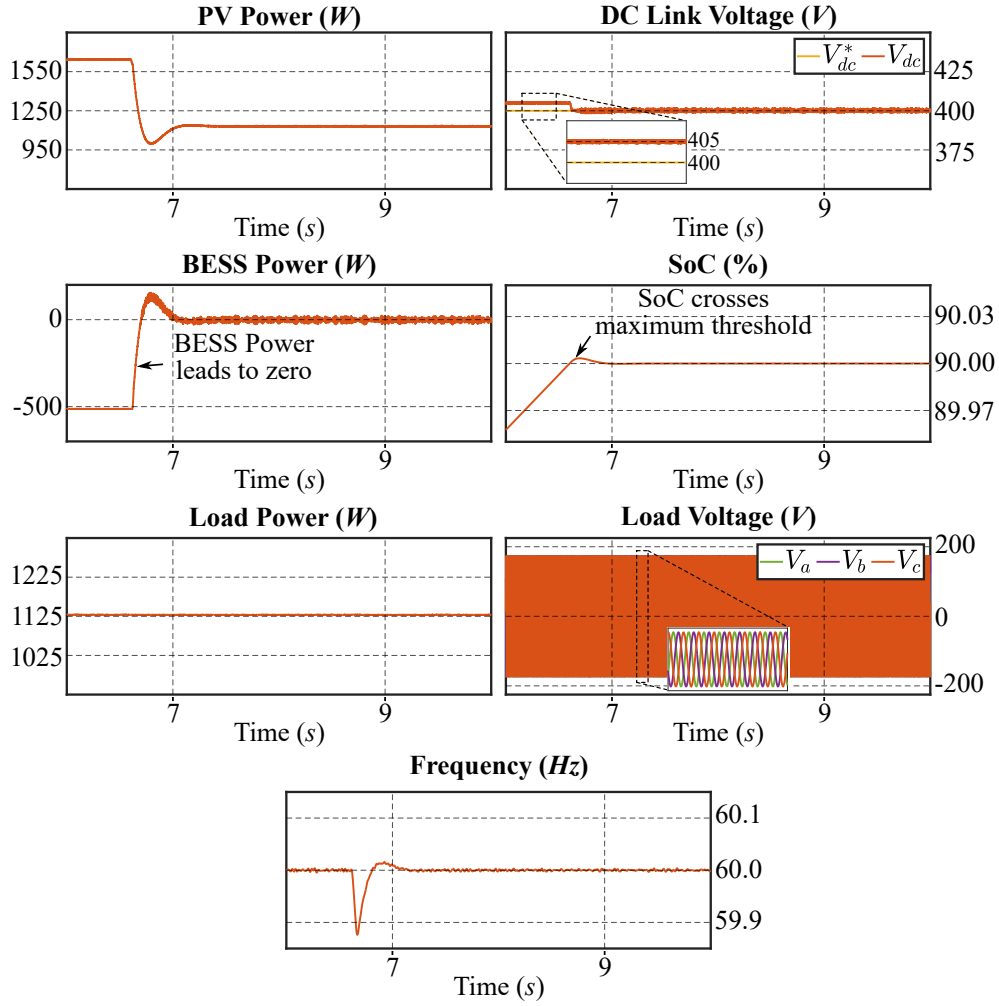 PV Power (W)
DC Link Voltage (V)
1550
1250
950
7
9
Time (s)
V*dc
Vdc
425
400
375
405
400
7
9
Time (s)
BESS Power (W)
SoC (%)
0
-500
BESS Power
leads to zero
7
9
Time (s)
SoC crosses
maximum threshold
90.03
90.00
89.97
7
9
Time (s)
Load Power (W)
Load Voltage (V)
1225
1125
1025
7
9
Time (s)
Va
Vb
Vc
200
0
-200
7
9
Time (s)
Frequency (Hz)
60.1
60.0
59.9
7
9
Time (s)